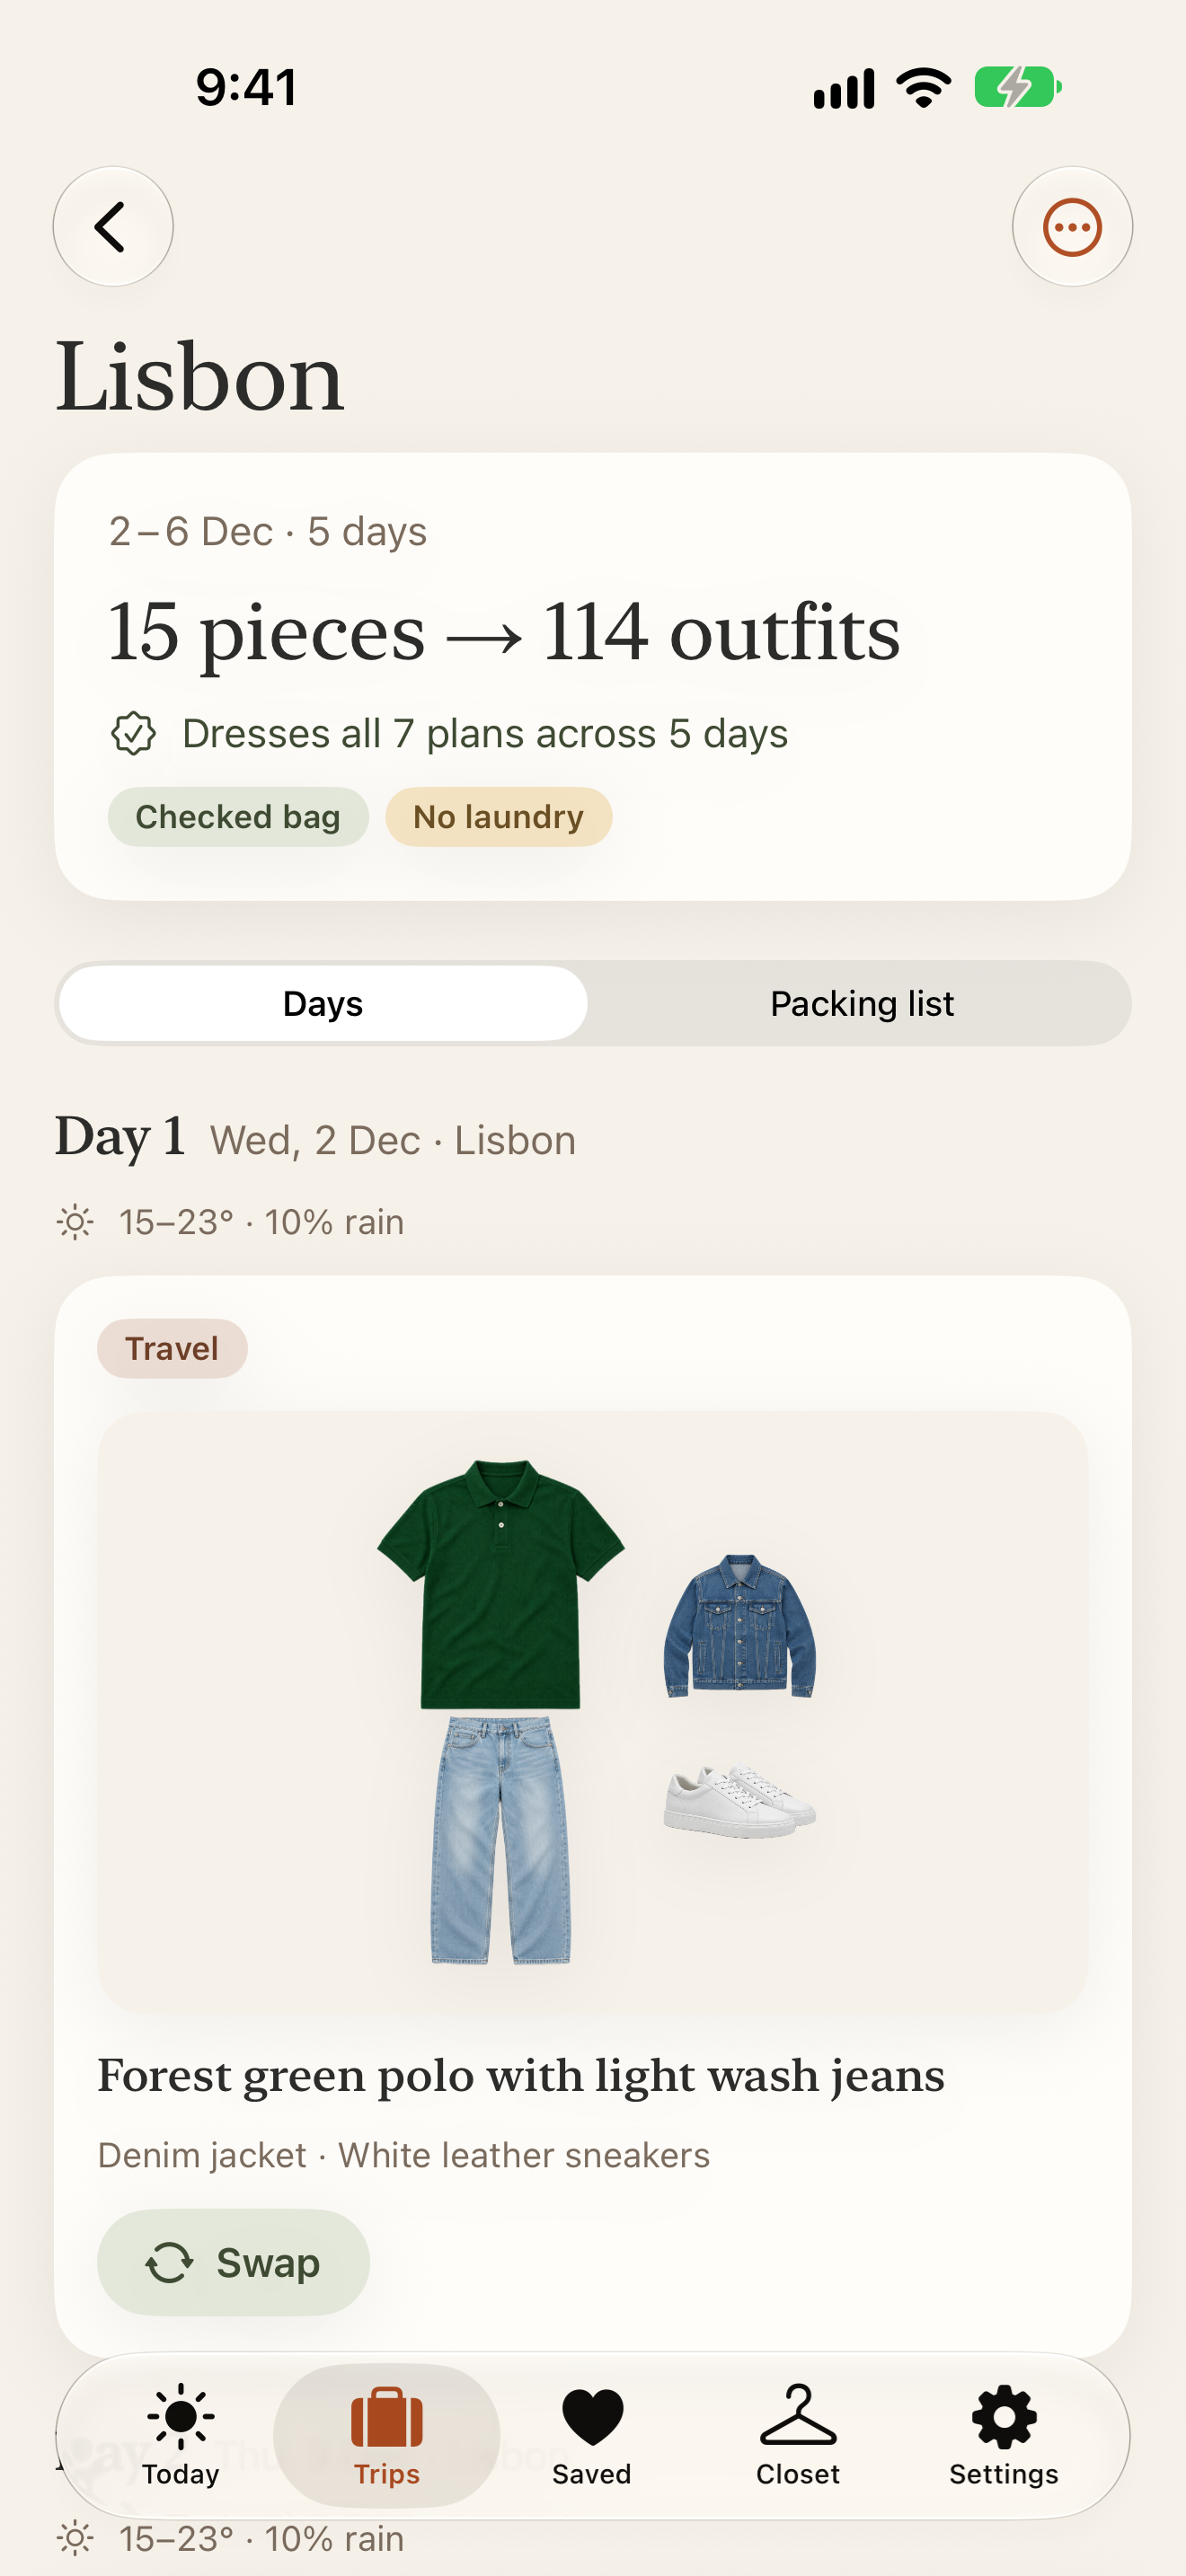 9:41
Lisbon
2–6 Dec · 5 days
15 pieces → 114 outfits
Dresses all 7 plans across 5 days
Checked bag
No laundry
Days
Packing list
Day 1 Wed, 2 Dec · Lisbon
15–23° · 10% rain
Travel
Forest green polo with light wash jeans
Denim jacket · White leather sneakers
Swap
Today
Trips
Saved
Closet
Settings
15–23° · 10% rain